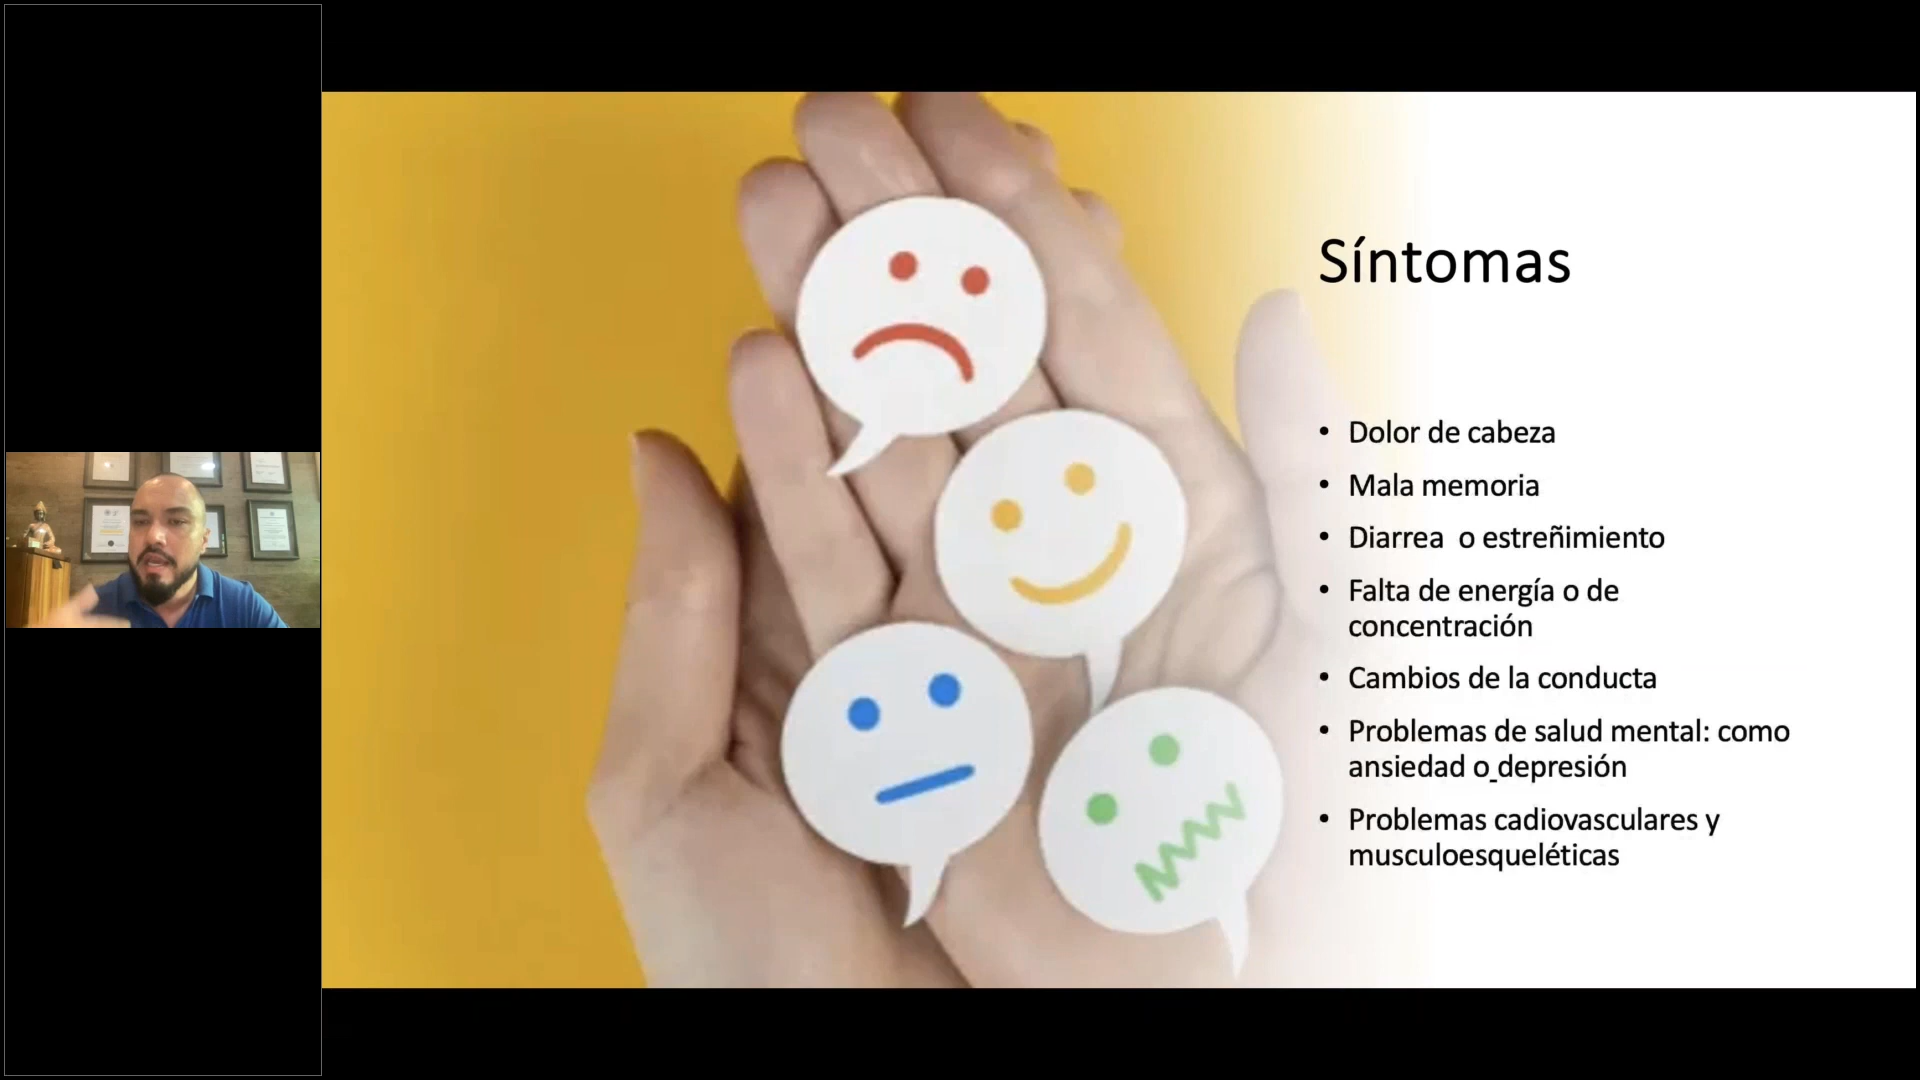 Síntomas
• Dolor de cabeza
• Mala memoria
• Diarrea  o estreñimiento
• Falta de energía o de
concentración
• Cambios de la conducta
• Problemas de salud mental: como
ansiedad o depresión
• Problemas cadiovasculares y
musculoesqueléticas